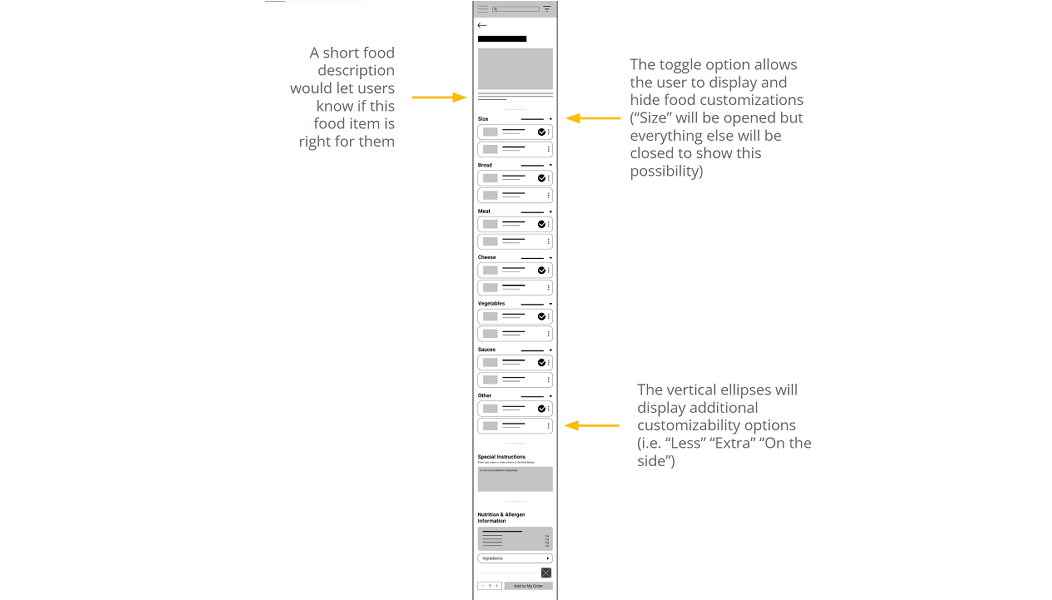 A short food
description
would let users
know if this
food item is
right for them
The toggle option allows
the user to display and
hide food customizations
(“Size” will be opened but
everything else will be
closed to show this
possibility)
Size
Bread
Meat
Cheese
Vegetables
Sauces
Other
The vertical ellipses will
display additional
customizability options
(i.e. “Less” “Extra” “On the
side”)
Special Instructions
Nutrition & Allergen
Information
Ingredients
Add to My Order